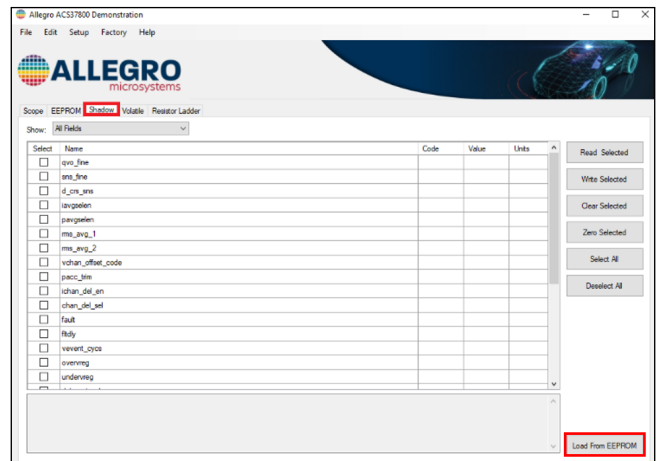 Allegro ACS37800 Demonstration
File Edit Setup Factory Help
ALLEGRO
microsystems
Scope EEPROM Shadow Volatile Resistor Ladder
Show: All Fields
Select Name Code Value Units
Read Selected
qvo_fine
sns_fine
Write Selected
d_crs_sns
iavgselen
Clear Selected
pavgselen
rms_avg_1
Zero Selected
rms_avg_2
vchan_offset_code
Select All
pacc_trim
ichan_del_en
Deselect All
chan_del_sel
fault
fltdly
vevent_cycs
overvreg
undervreg
Load From EEPROM